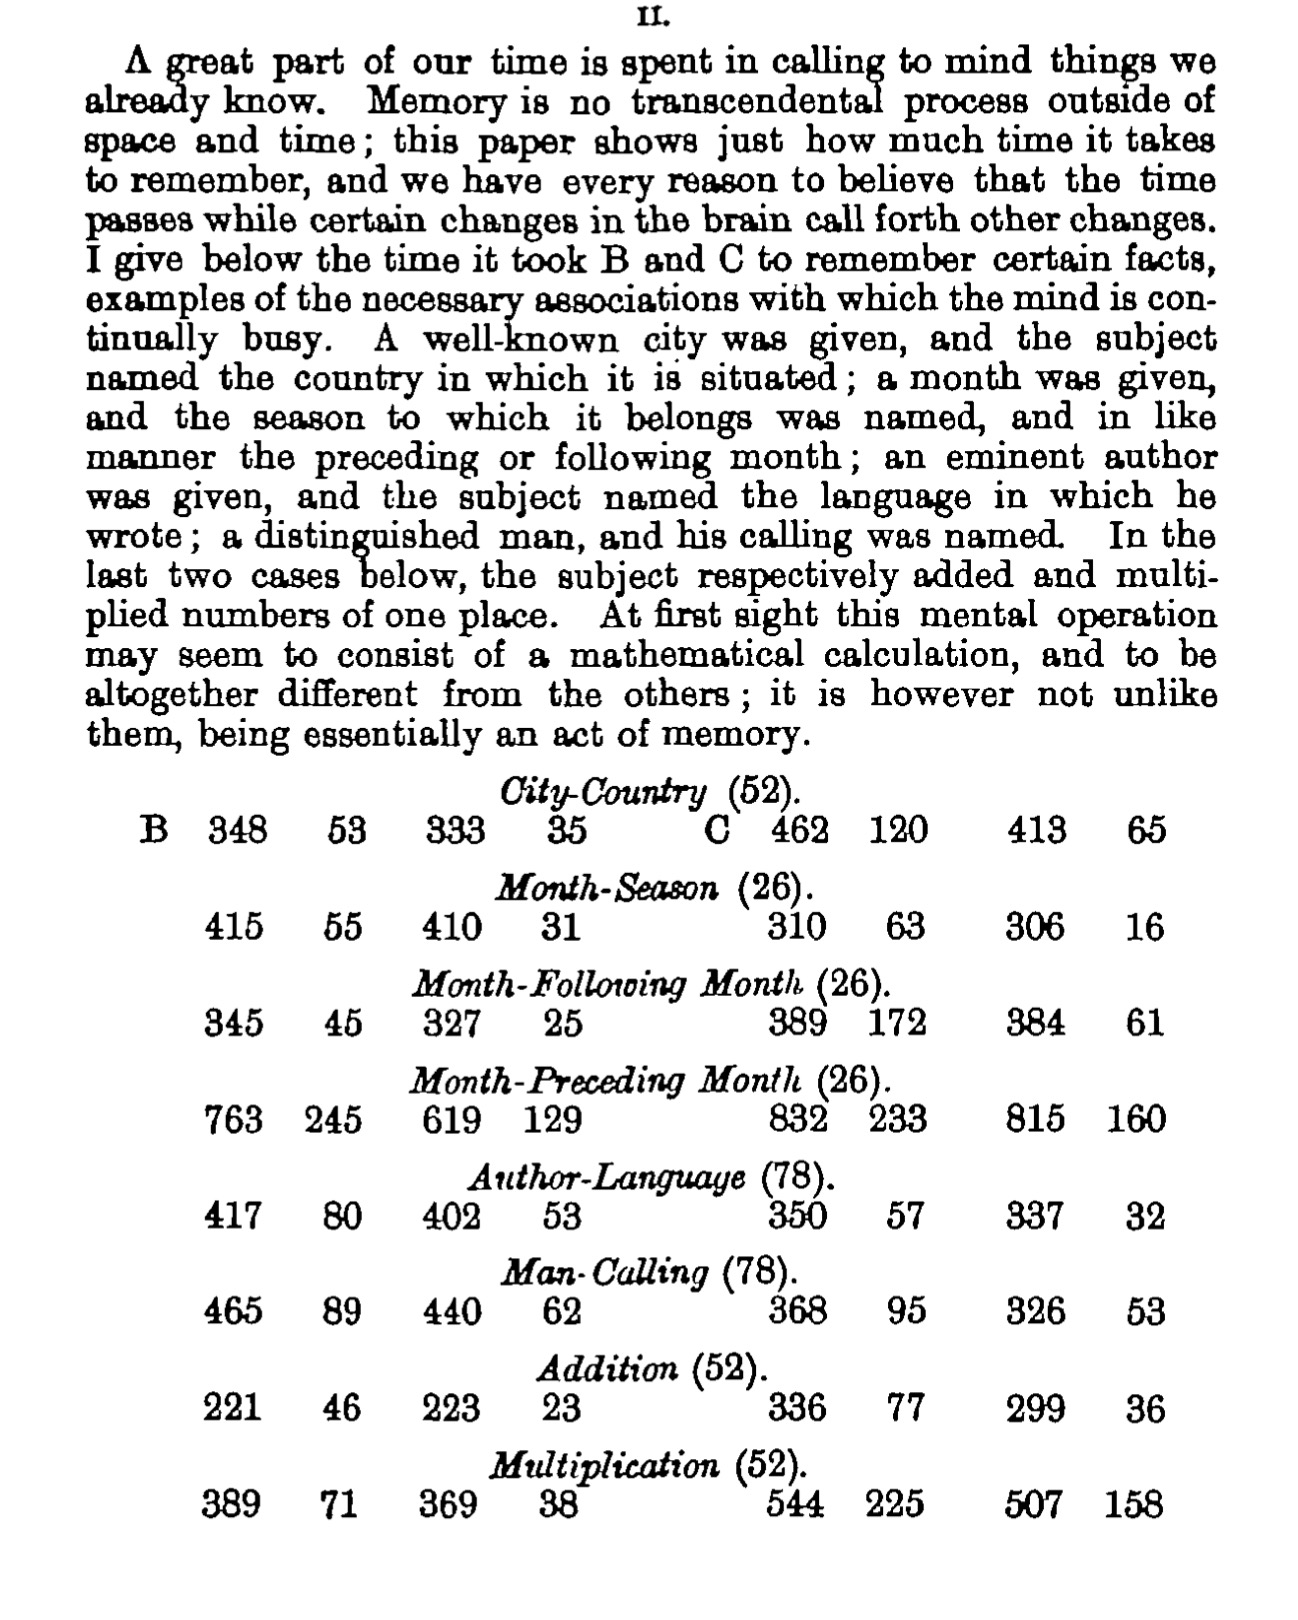 II.
A great part of our time is spent in calling to mind things we
already know. Memory is no transcendental process outside of
space and time; this paper shows just how much time it takes
to remember, and we have every reason to believe that the time
passes while certain changes in the brain call forth other changes.
I give below the time it took B and C to remember certain facts,
examples of the necessary associations with which the mind is con-
tinually busy. A well-known city was given, and the subject
named the country in which it is situated; a month was given,
and the season to which it belongs was named, and in like
manner the preceding or following month; an eminent author
was given, and the subject named the language in which he
wrote; a distinguished man, and his calling was named. In the
last two cases below, the subject respectively added and multi-
plied numbers of one place. At first sight this mental operation
may seem to consist of a mathematical calculation, and to be
altogether different from the others; it is however not unlike
them, being essentially an act of memory.
City-Country (52).
B 348 53 333 35 C 462 120 413 65
Month-Season (26).
415 55 410 31 310 63 306 16
Month-Following Month (26).
345 45 327 25 389 172 384 61
Month-Preceding Month (26).
763 245 619 129 832 233 815 160
Author-Language (78).
417 80 402 53 350 57 337 32
Man-Calling (78).
465 89 440 62 368 95 326 53
Addition (52).
221 46 223 23 336 77 299 36
Multiplication (52).
389 71 369 38 544 225 507 158